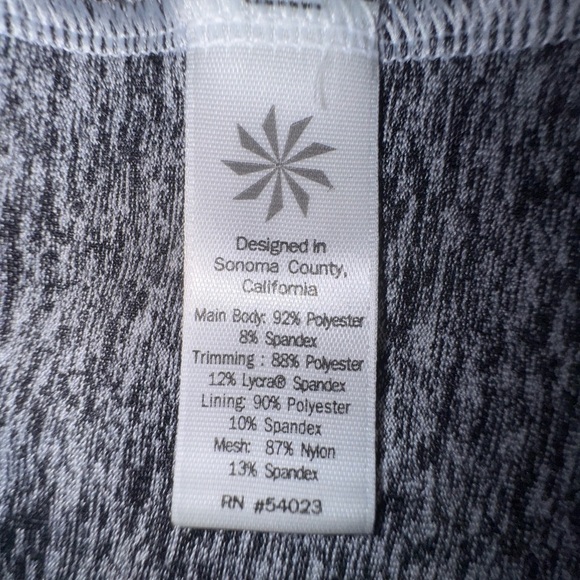 Designed in
Sonoma County,
California
Main Body: 92% Polyester
8% Spandex
Trimming : 88% Polyester
12% Lycra® Spandex
Lining: 90% Polyester
10% Spandex
Mesh: 87% Nylon
13% Spandex
RN #54023